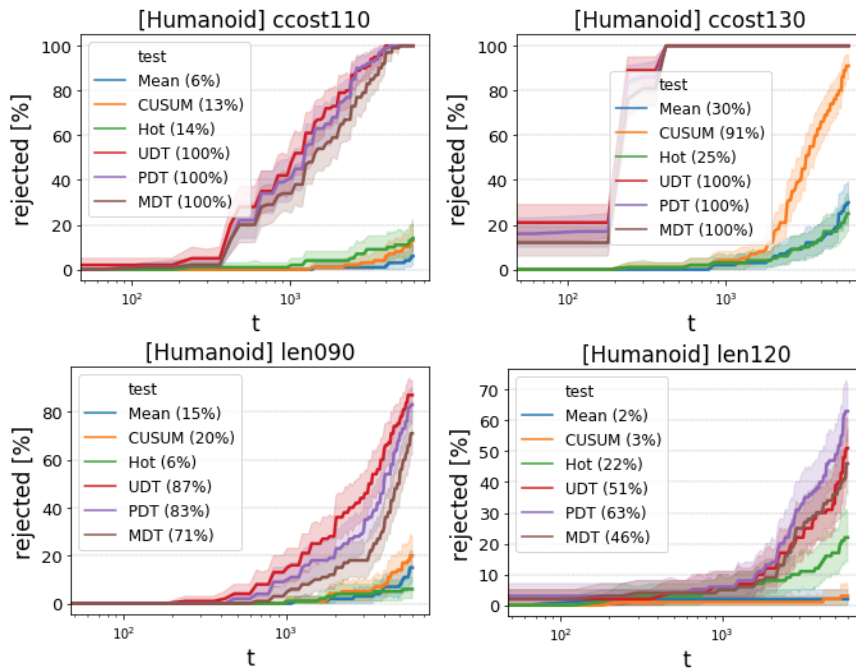 [Humanoid] ccost110
rejected [%]
100
80
60
40
20
0
test
Mean (6%)
CUSUM (13%)
Hot (14%)
UDT (100%)
PDT (100%)
MDT (100%)
10²
10³
t
[Humanoid] ccost130
rejected [%]
100
80
60
40
20
0
test
Mean (30%)
CUSUM (91%)
Hot (25%)
UDT (100%)
PDT (100%)
MDT (100%)
10²
10³
t
[Humanoid] len090
rejected [%]
80
60
40
20
0
test
Mean (15%)
CUSUM (20%)
Hot (6%)
UDT (87%)
PDT (83%)
MDT (71%)
10²
10³
t
[Humanoid] len120
rejected [%]
70
60
50
40
30
20
10
0
test
Mean (2%)
CUSUM (3%)
Hot (22%)
UDT (51%)
PDT (63%)
MDT (46%)
10²
10³
t